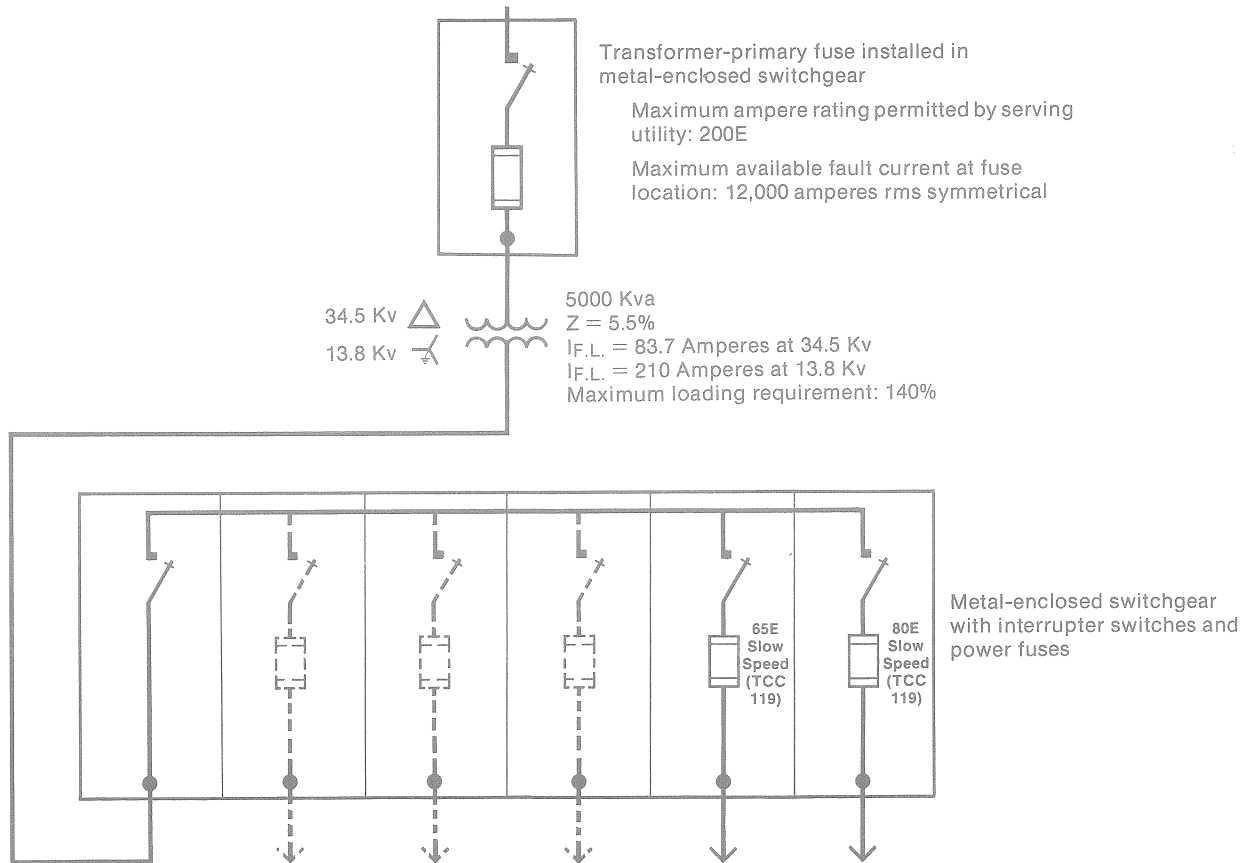 Transformer-primary fuse installed in
metal-enclosed switchgear
Maximum ampere rating permitted by serving
utility: 200E
Maximum available fault current at fuse
location: 12,000 amperes rms symmetrical
34.5 Kv
13.8 Kv
5000 Kva
Z = 5.5%
IF.L. = 83.7 Amperes at 34.5 Kv
IF.L. = 210 Amperes at 13.8 Kv
Maximum loading requirement: 140%
65E
Slow
Speed
(TCC
119)
80E
Slow
Speed
(TCC
119)
Metal-enclosed switchgear
with interrupter switches and
power fuses